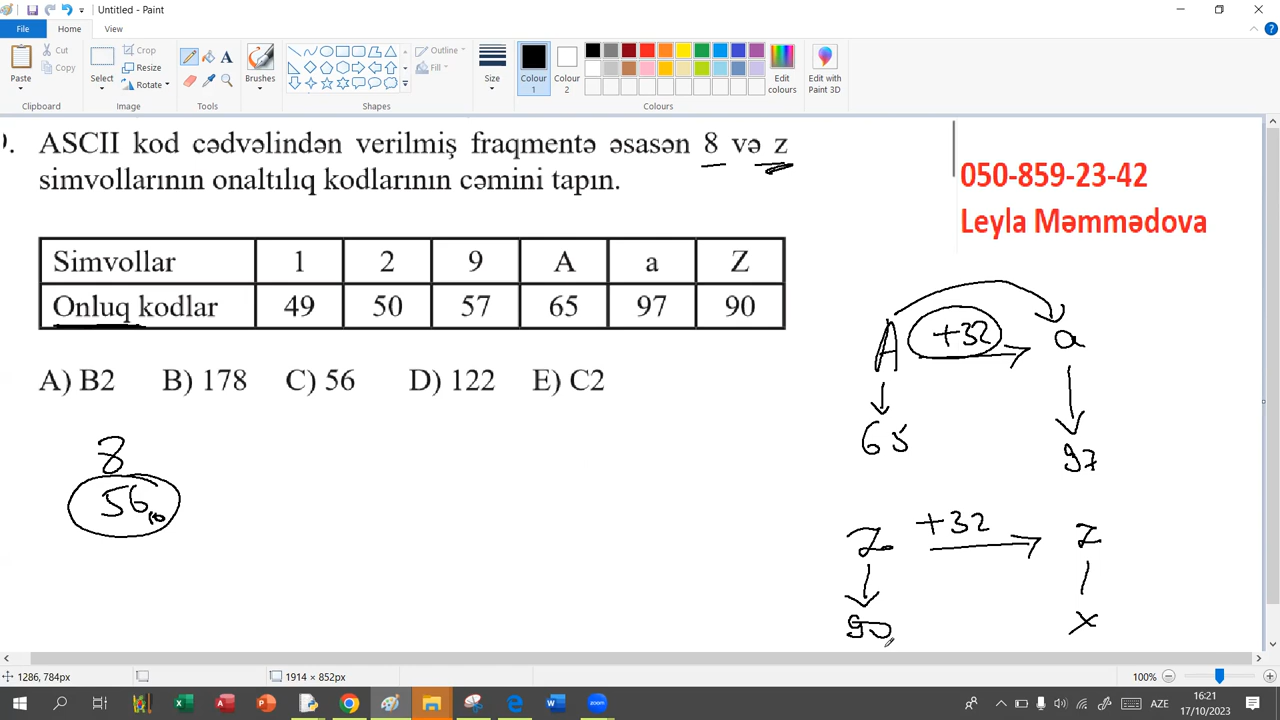 Untitled - Paint
File Home View
Paste
Cut
Copy
Clipboard
Select
Crop
Resize
Rotate
Image
A
Tools
Brushes
Outline
Fill
Shapes
Size
Colour 1
Colour 2
Edit colours
Colours
Edit with Paint 3D
). ASCII kod cədvəlindən verilmiş fraqmentə əsasən 8 və z
simvollarının onaltılıq kodlarının cəmini tapın.
Simvollar 1 2 9 A a Z
Onluq kodlar 49 50 57 65 97 90
A) B2 B) 178 C) 56 D) 122 E) C2
050-859-23-42
Leyla Məmmədova
8
56₁₀
A +32 a
65 97
Z +32 z
90 x
1286, 784px
1914 × 852px
100%
AZE
16:21
17/10/2023